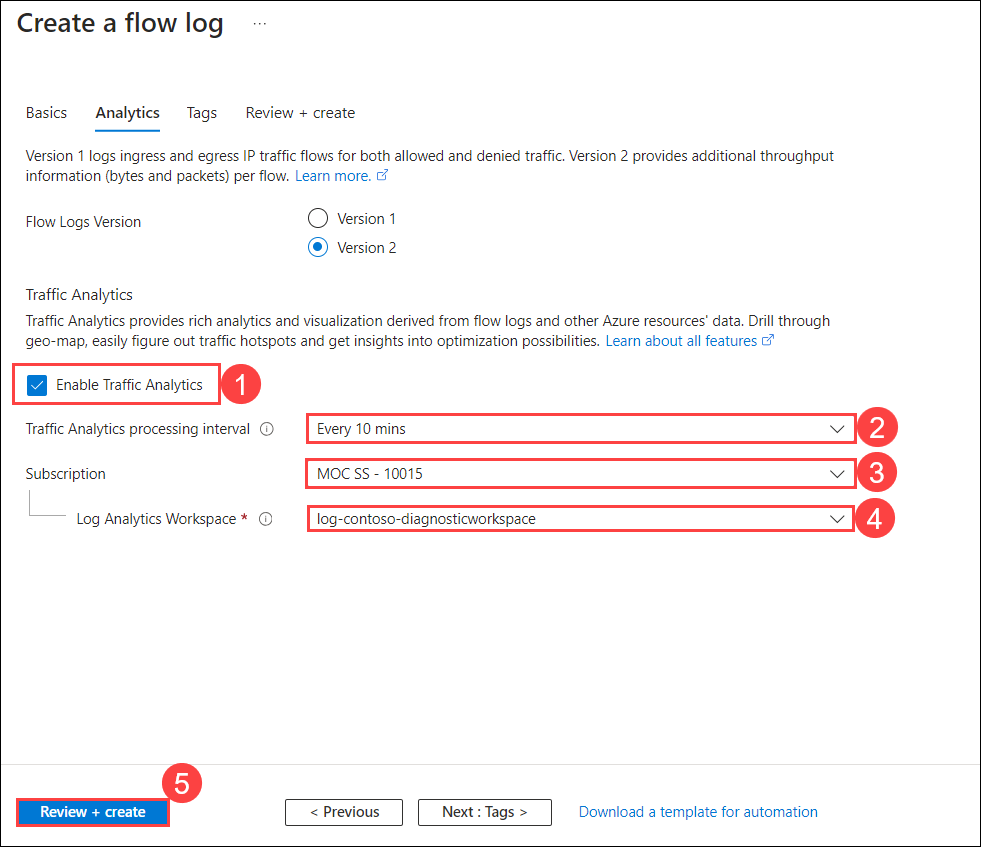 Create a flow log ...
Basics Analytics Tags Review + create
Version 1 logs ingress and egress IP traffic flows for both allowed and denied traffic. Version 2 provides additional throughput
information (bytes and packets) per flow. Learn more.
Flow Logs Version
Version 1
Version 2
Traffic Analytics
Traffic Analytics provides rich analytics and visualization derived from flow logs and other Azure resources' data. Drill through
geo-map, easily figure out traffic hotspots and get insights into optimization possibilities. Learn about all features
Enable Traffic Analytics 1
Traffic Analytics processing interval Every 10 mins 2
Subscription MOC SS - 10015 3
Log Analytics Workspace * log-contoso-diagnosticworkspace 4
5
Review + create < Previous Next : Tags > Download a template for automation